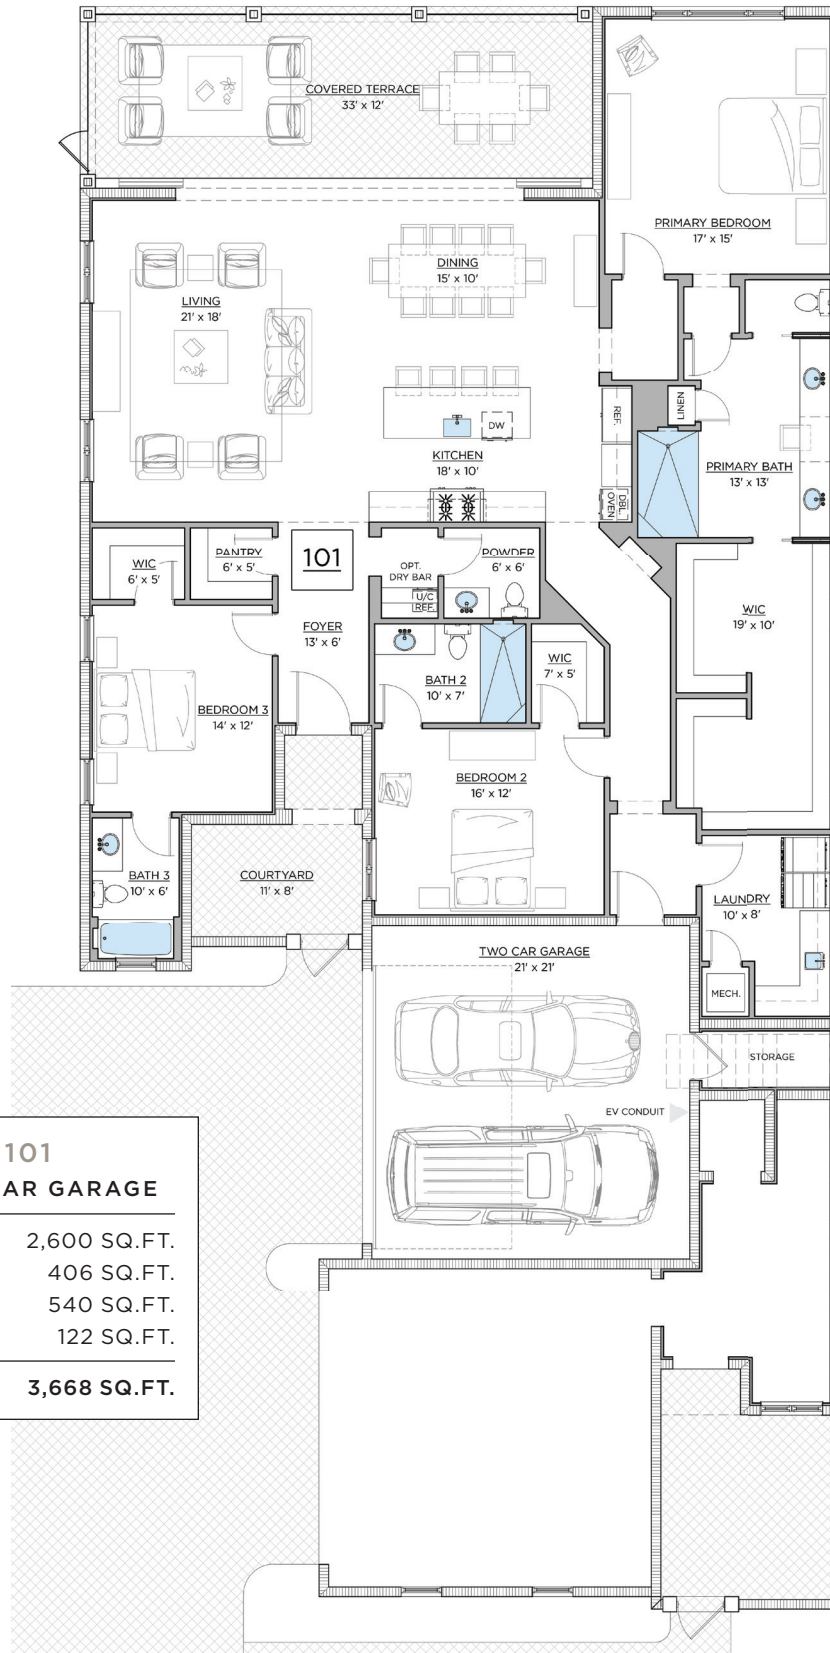 COVERED TERRACE
33' x 12'
PRIMARY BEDROOM
17' x 15'
DINING
15' x 10'
LIVING
21' x 18'
REF.
LINEN
DW
KITCHEN
18' x 10'
PRIMARY BATH
13' x 13'
DBL.
OVEN
PANTRY
6' x 5'
101
WIC
6' x 5'
OPT.
DRY BAR
POWDER
6' x 6'
U/C
REF.
FOYER
13' x 6'
WIC
19' x 10'
WIC
7' x 5'
BATH 2
10' x 7'
BEDROOM 3
14' x 12'
BEDROOM 2
16' x 12'
BATH 3
10' x 6'
COURTYARD
11' x 8'
LAUNDRY
10' x 8'
TWO CAR GARAGE
21' x 21'
MECH.
STORAGE
EV CONDUIT
101
AR GARAGE
2,600 SQ.FT.
406 SQ.FT.
540 SQ.FT.
122 SQ.FT.
3,668 SQ.FT.